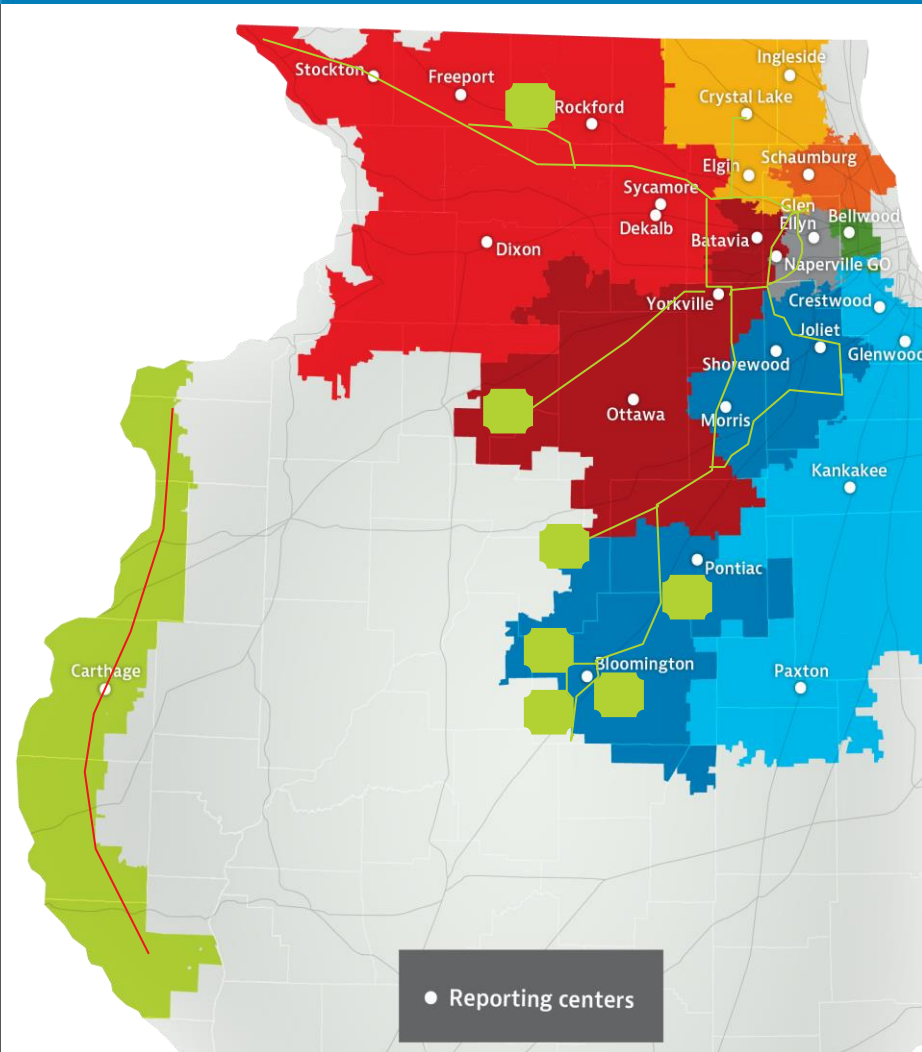 Ingleside
Stockton
Freeport
Crystal Lake
Rockford
Elgin
Schaumburg
Sycamore
Dekalb
Glen
Ellyn
Bellwood
Batavia
Dixon
Naperville GO
Yorkville
Crestwood
Joliet
Glenwood
Shorewood
Ottawa
Morris
Kankakee
Pontiac
Bloomington
Carthage
Paxton
Reporting centers